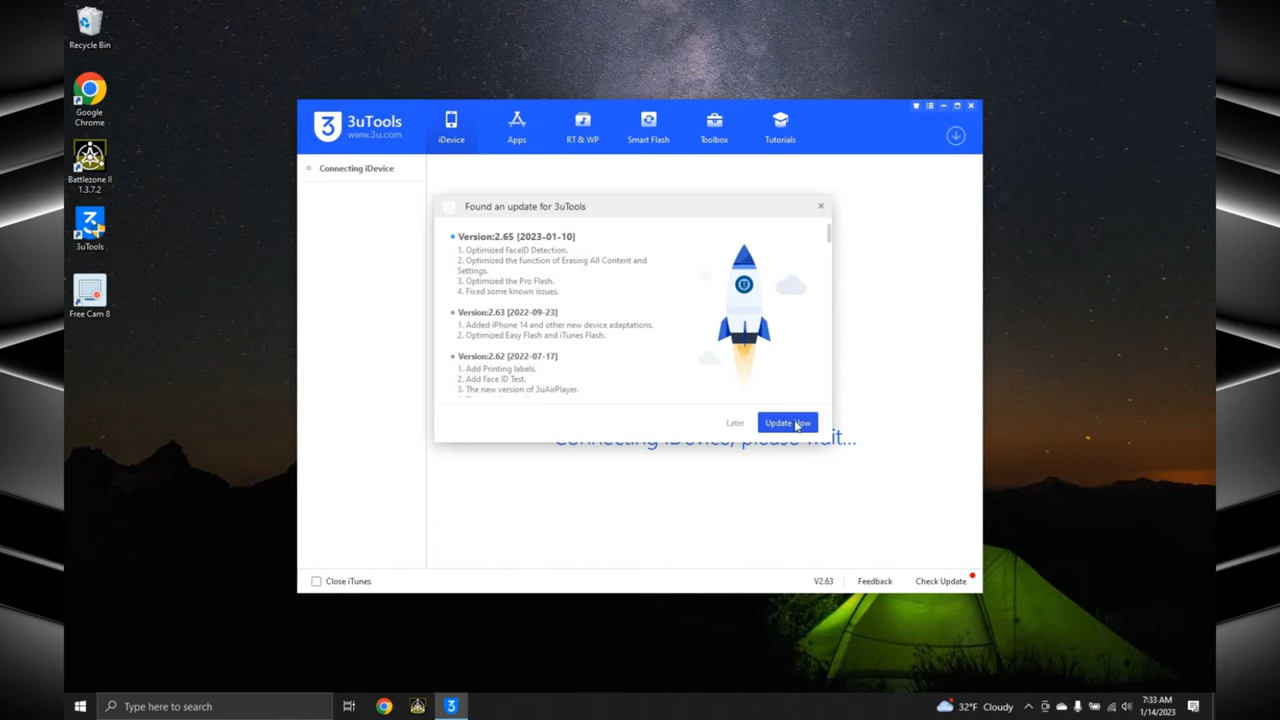 Recycle Bin
Google
Chrome
Battlezone II
1.3.7.2
3uTools
Free Cam 8
3uTools
www.3u.com
iDevice
Apps
RT & WP
Smart Flash
Toolbox
Tutorials
Connecting iDevice
Found an update for 3uTools
Version:2.65 [2023-01-10]
1. Optimized FaceID Detection.
2. Optimized the function of Erasing All Content and
Settings.
3. Optimized the Pro Flash.
4. Fixed some known issues.
Version:2.63 [2022-09-23]
1. Added iPhone 14 and other new device adaptations.
2. Optimized Easy Flash and iTunes Flash.
Version:2.62 [2022-07-17]
1. Add Printing labels.
2. Add Face ID Test.
3. The new version of 3uAirPlayer.
Later
Update Now
Connecting iDevice, please wait...
Close iTunes
V2.63
Feedback
Check Update
Type here to search
32°F Cloudy
7:33 AM
1/14/2023